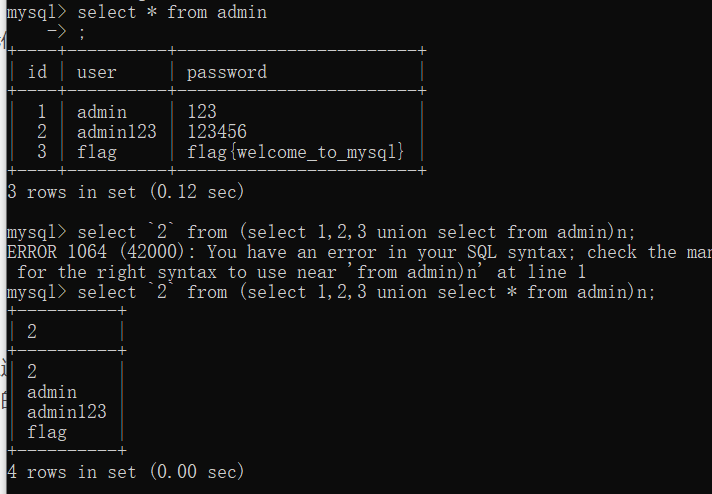 mysql> select * from admin
    -> ;
+----+----------+------------------------+
| id | user     | password               |
+----+----------+------------------------+
|  1 | admin    | 123                    |
|  2 | admin123 | 123456                 |
|  3 | flag     | flag{welcome_to_mysql} |
+----+----------+------------------------+
3 rows in set (0.12 sec)
mysql> select `2` from (select 1,2,3 union select from admin)n;
ERROR 1064 (42000): You have an error in your SQL syntax; check the
for the right syntax to use near 'from admin)n' at line 1
mysql> select `2` from (select 1,2,3 union select * from admin)n;
+----------+
| 2        |
+----------+
| 2        |
| admin    |
| admin123 |
| flag     |
+----------+
4 rows in set (0.00 sec)